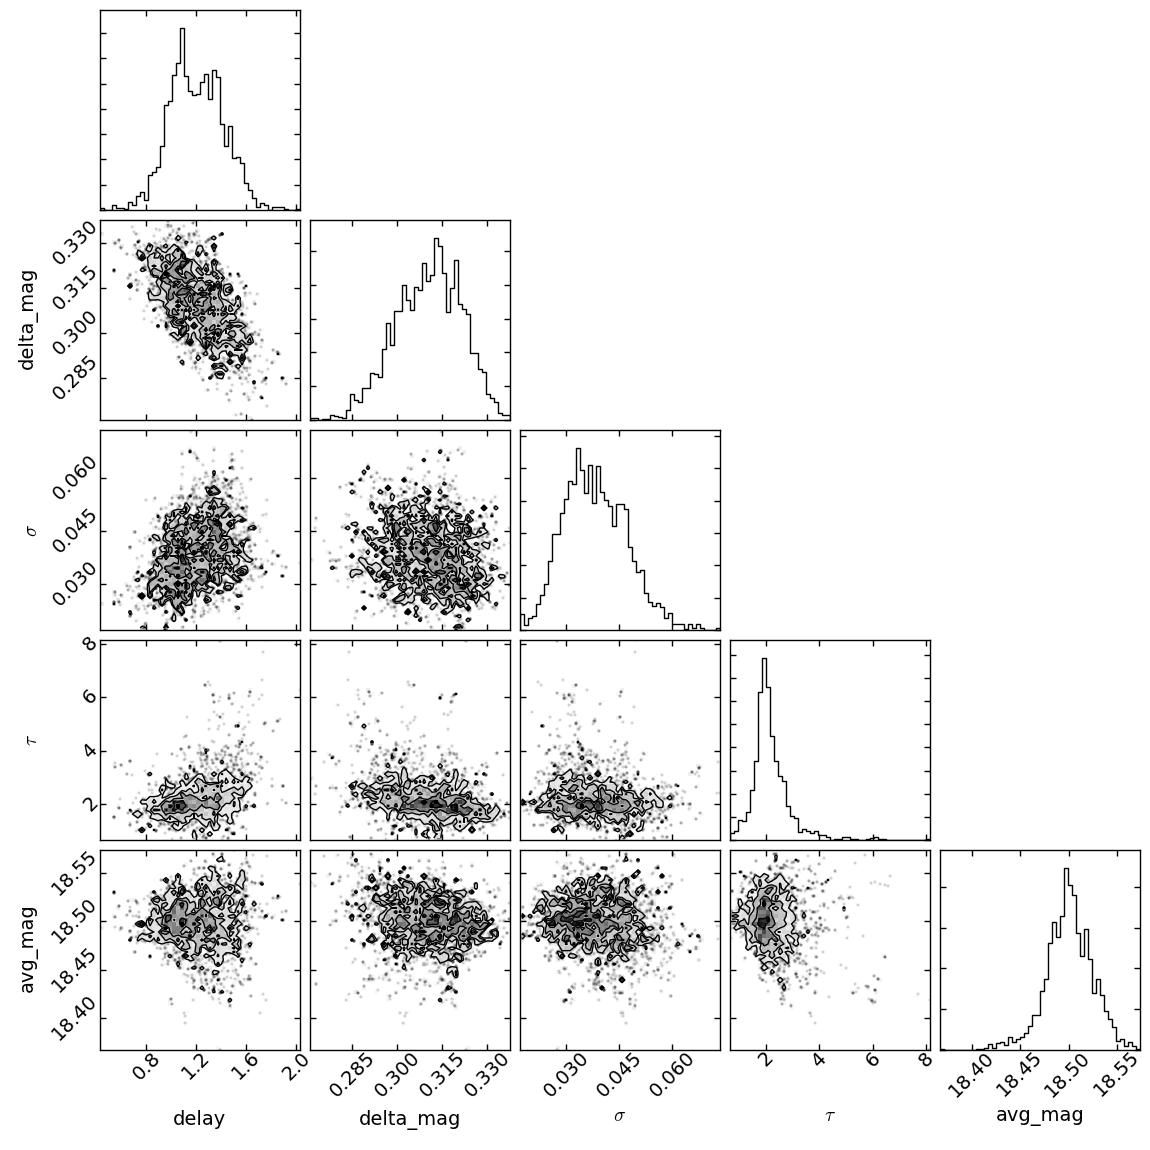 0.330
0.315
0.300
0.285
delta_mag
0.060
0.045
0.030
σ
8
6
4
2
τ
18.55
18.50
18.45
18.40
avg_mag
0.8 1.2 1.6 2.0
0.285 0.300 0.315 0.330
0.030 0.045 0.060
2 4 6 8
18.40 18.45 18.50 18.55
delay delta_mag σ τ avg_mag